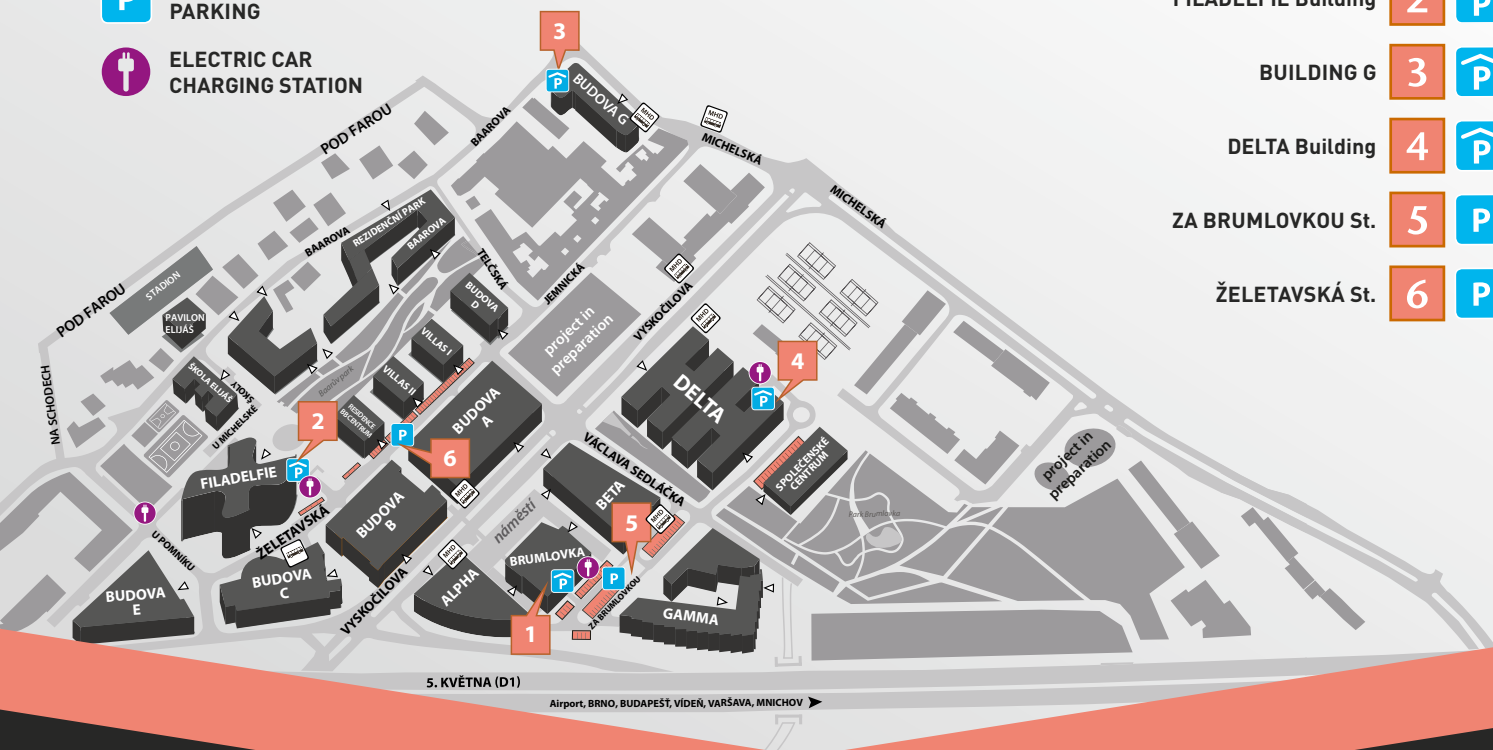 P
PARKING
ELECTRIC CAR
CHARGING STATION
FILADELFIE Building
2
P
BUILDING G
3
P
DELTA Building
4
P
ZA BRUMLOVKOU St.
5
P
ŽELETAVSKÁ St.
6
P
3
P
BUDOVA G
MHD
MHD
MICHELSKÁ
MICHELSKÁ
POD FAROU
BAAROVA
REZIDENČNÍ PARK
BAAROVA
BAAROVA
TELČSKÁ
JEMNICKÁ
MHD
VYSKOČILOVA
MHD
STADION
POD FAROU
PAVILON
ELIJÁŠ
BUDOVA
D
VILLAS I
VILLAS II
project in
preparation
NA SCHODECH
ŠKOLA ELIJÁŠ
U MICHELSKÉ
ŠKOLY
Baarův park
RESIDENCE
BB CENTRUM
BUDOVA
A
DELTA
4
P
2
P
FILADELFIE
P
6
VÁCLAVA SEDLÁČKA
SPOLEČENSKÉ
CENTRUM
project in
preparation
Park Brumlovka
MHD
BUDOVA
B
náměstí
BETA
MHD
5
P
U POMNÍKU
ŽELETAVSKÁ
MHD
BRUMLOVKA
P
1
ZA BRUMLOVKOU
BUDOVA
E
BUDOVA
C
VYSKOČILOVA
ALPHA
GAMMA
5. KVĚTNA (D1)
Airport, BRNO, BUDAPEŠŤ, VÍDEŇ, VARŠAVA, MNICHOV